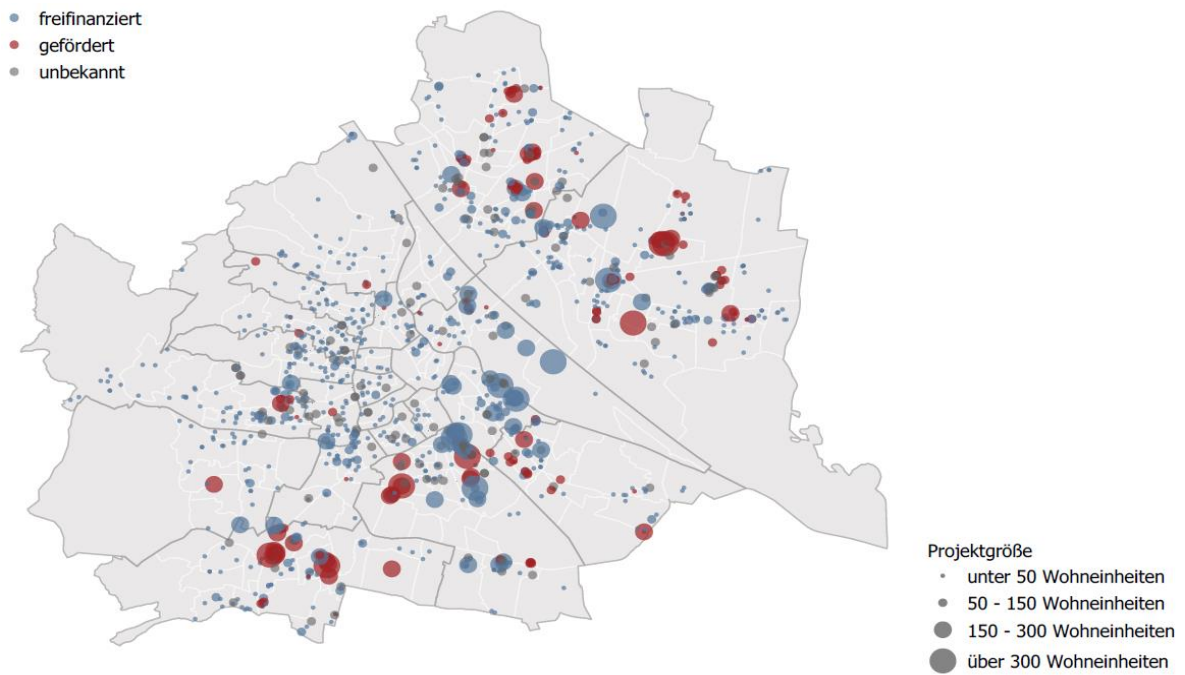 freifinanziert
gefördert
unbekannt
Projektgröße
unter 50 Wohneinheiten
50 - 150 Wohneinheiten
150 - 300 Wohneinheiten
über 300 Wohneinheiten